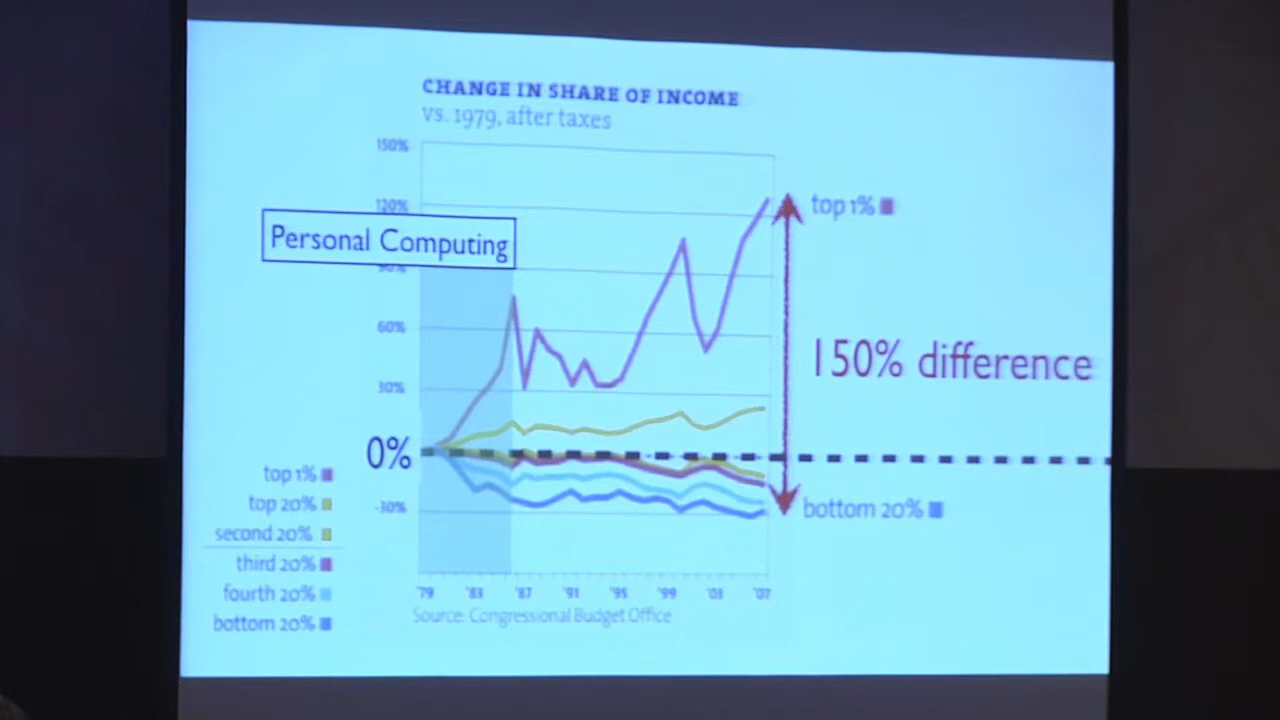 CHANGE IN SHARE OF INCOME
vs. 1979, after taxes
150%
120%
Personal Computing
90%
60%
30%
0%
-30%
top 1%
150% difference
bottom 20%
top 1%
top 20%
second 20%
third 20%
fourth 20%
bottom 20%
'79 '83 '87 '91 '95 '99 '03 '07
Source: Congressional Budget Office